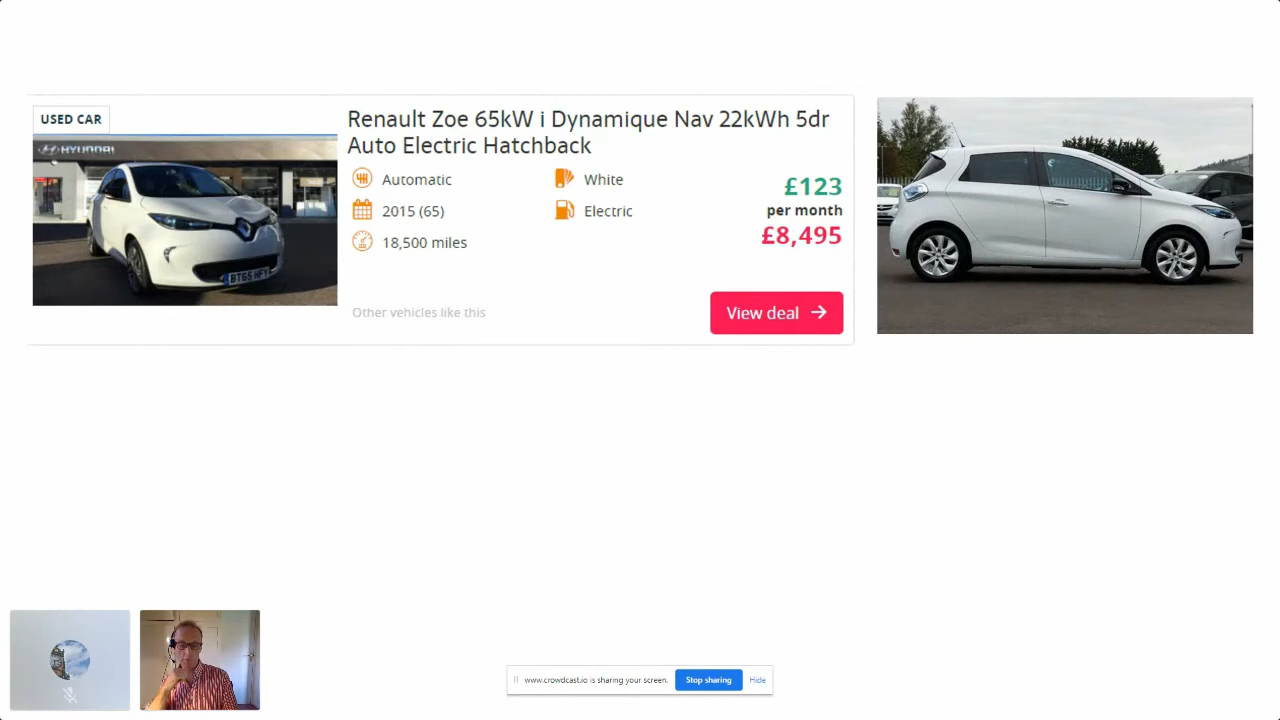 USED CAR
HYUNDAI
BT65 HFY
Renault Zoe 65kW i Dynamique Nav 22kWh 5dr
Auto Electric Hatchback
Automatic
White
2015 (65)
Electric
18,500 miles
£123
per month
£8,495
Other vehicles like this
View deal
www.crowdcast.io is sharing your screen.
Stop sharing
Hide